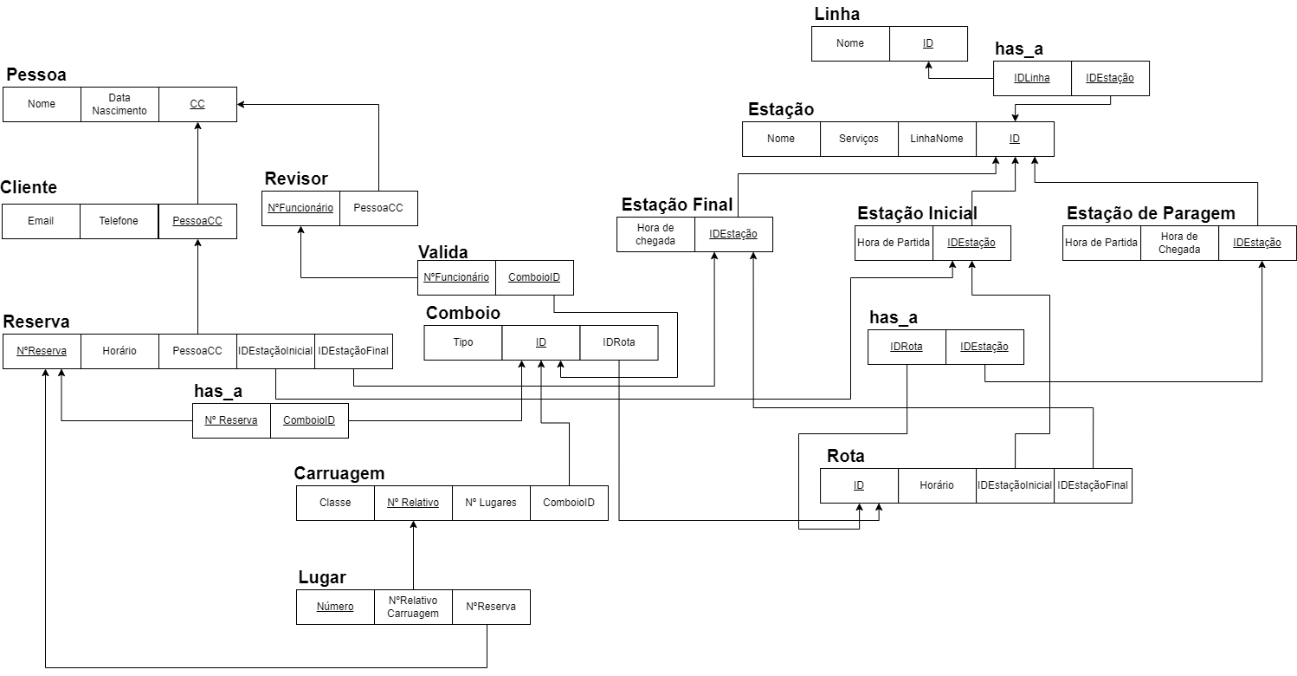 Linha
Nome
ID
has_a
IDLinha
IDEstação
Pessoa
Nome
Data
Nascimento
CC
Estação
Nome
Serviços
LinhaNome
ID
Cliente
Email
Telefone
PessoaCC
Revisor
NºFuncionário
PessoaCC
Estação Final
Hora de
chegada
IDEstação
Estação Inicial
Hora de Partida
IDEstação
Estação de Paragem
Hora de Partida
Hora de
Chegada
IDEstação
Valida
NºFuncionário
ComboioID
Reserva
NºReserva
Horário
PessoaCC
IDEstaçãoInicial
IDEstaçãoFinal
Comboio
Tipo
ID
IDRota
has_a
IDRota
IDEstação
has_a
Nº Reserva
ComboioID
Rota
ID
Horário
IDEstaçãoInicial
IDEstaçãoFinal
Carruagem
Classe
Nº Relativo
Nº Lugares
ComboioID
Lugar
Número
NºRelativo
Carruagem
NºReserva